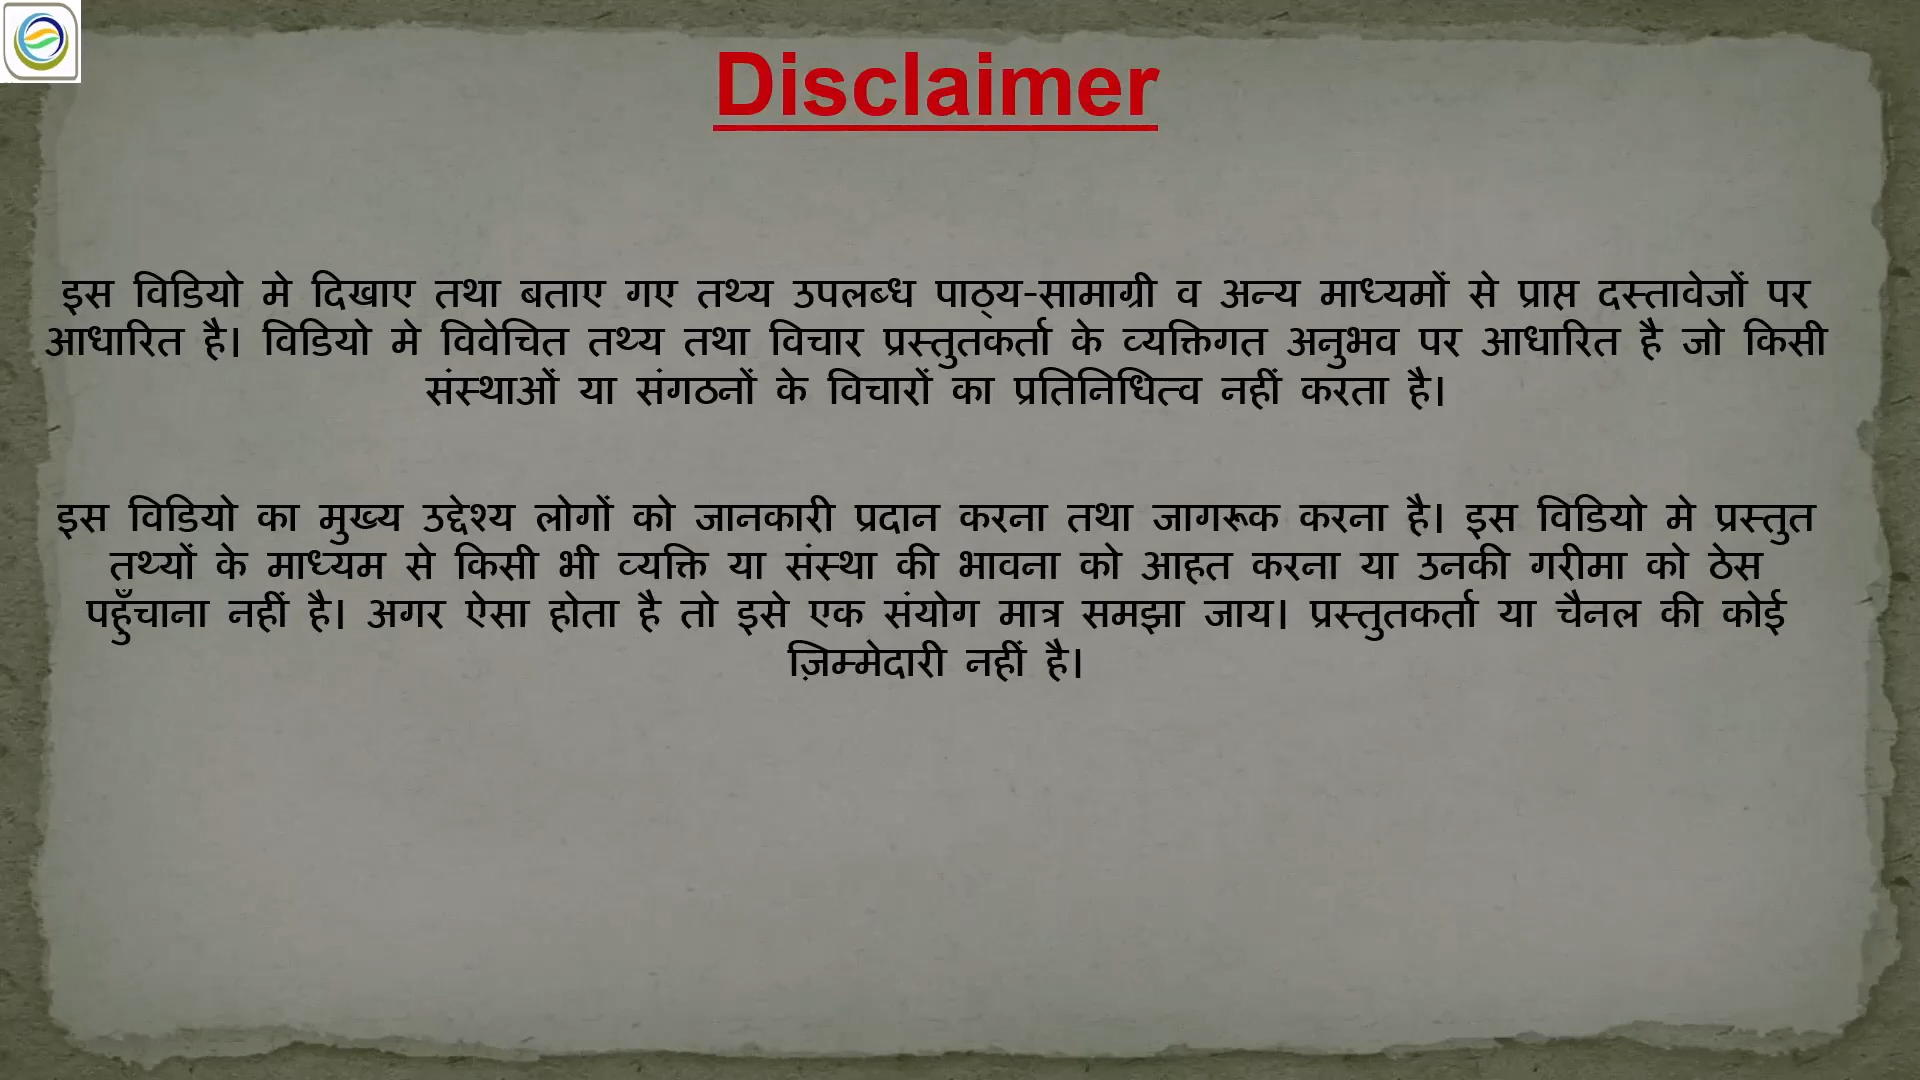 Disclaimer
इस विडियो मे दिखाए तथा बताए गए तथ्य उपलब्ध पाठ्य-सामाग्री व अन्य माध्यमों से प्राप्त दस्तावेजों पर
आधारित है। विडियो मे विवेचित तथ्य तथा विचार प्रस्तुतकर्ता के व्यक्तिगत अनुभव पर आधारित है जो किसी
संस्थाओं या संगठनों के विचारों का प्रतिनिधित्व नहीं करता है।
इस विडियो का मुख्य उद्देश्य लोगों को जानकारी प्रदान करना तथा जागरूक करना है। इस विडियो मे प्रस्तुत
तथ्यों के माध्यम से किसी भी व्यक्ति या संस्था की भावना को आहत करना या उनकी गरीमा को ठेस
पहुँचाना नहीं है। अगर ऐसा होता है तो इसे एक संयोग मात्र समझा जाय। प्रस्तुतकर्ता या चैनल की कोई
ज़िम्मेदारी नहीं है।